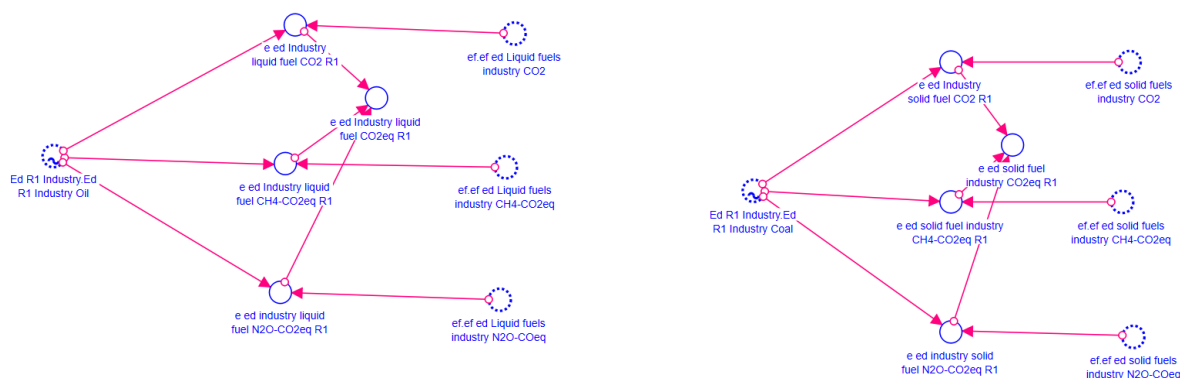 e ed Industry
liquid fuel CO2 R1
ef.ef ed Liquid fuels
industry CO2
e ed Industry liquid
fuel CO2eq R1
Ed R1 Industry.Ed
R1 Industry Oil
e ed Industry liquid
fuel CH4-CO2eq R1
ef.ef ed Liquid fuels
industry CH4-CO2eq
e ed industry liquid
fuel N2O-CO2eq R1
ef.ef ed Liquid fuels
industry N2O-COeq
e ed Industry
solid fuel CO2 R1
ef.ef ed solid fuels
industry CO2
e ed solid fuel
industry CO2eq R1
Ed R1 Industry.Ed
R1 Industry Coal
e ed solid fuel industry
CH4-CO2eq R1
ef.ef ed solid fuels
industry CH4-CO2eq
e ed industry solid
fuel N2O-CO2eq R1
ef.ef ed solid fuels
industry N2O-COeq